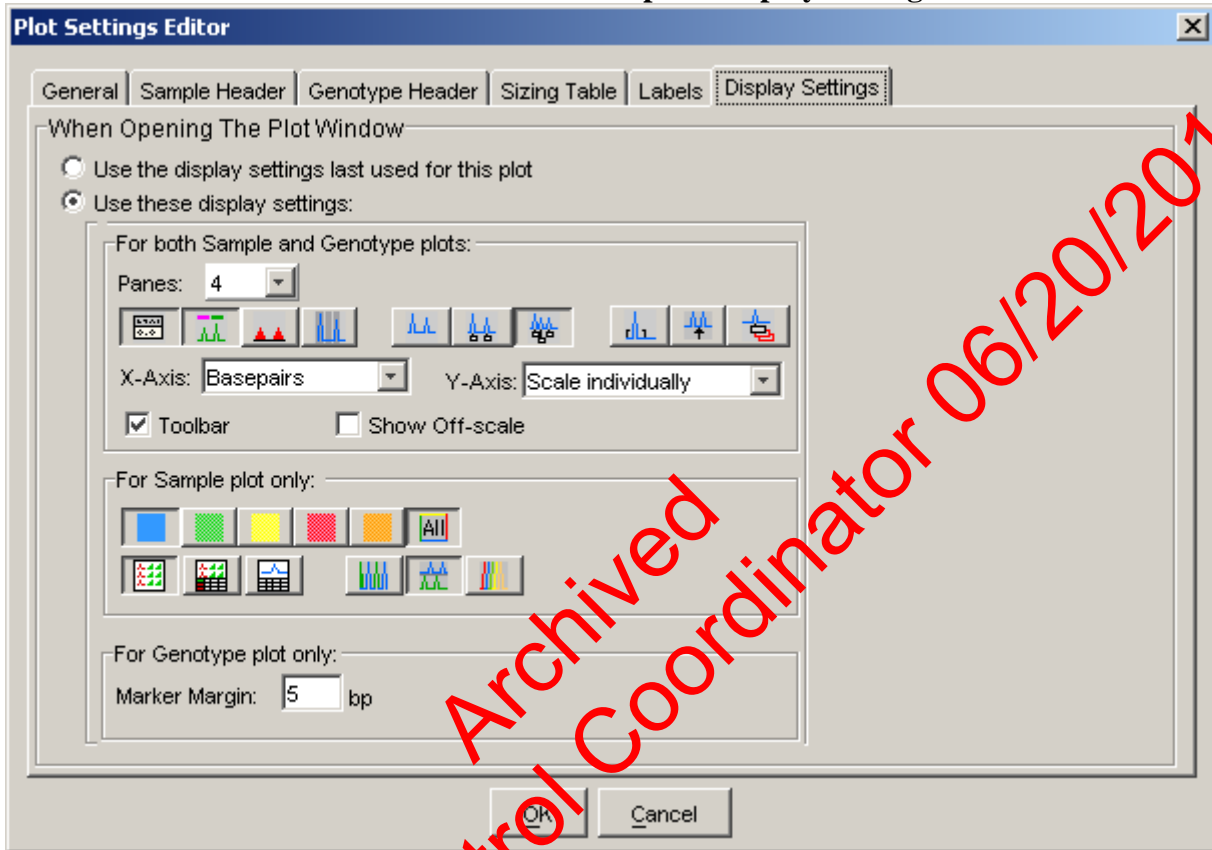 Plot Settings Editor
General
Sample Header
Genotype Header
Sizing Table
Labels
Display Settings
When Opening The Plot Window
Use the display settings last used for this plot
Use these display settings:
For both Sample and Genotype plots:
Panes: 4
X-Axis: Basepairs
Y-Axis: Scale individually
Toolbar
Show Off-scale
For Sample plot only:
All
For Genotype plot only:
Marker Margin: 5 bp
OK
Cancel
Archived
Coordinator 06/20/201